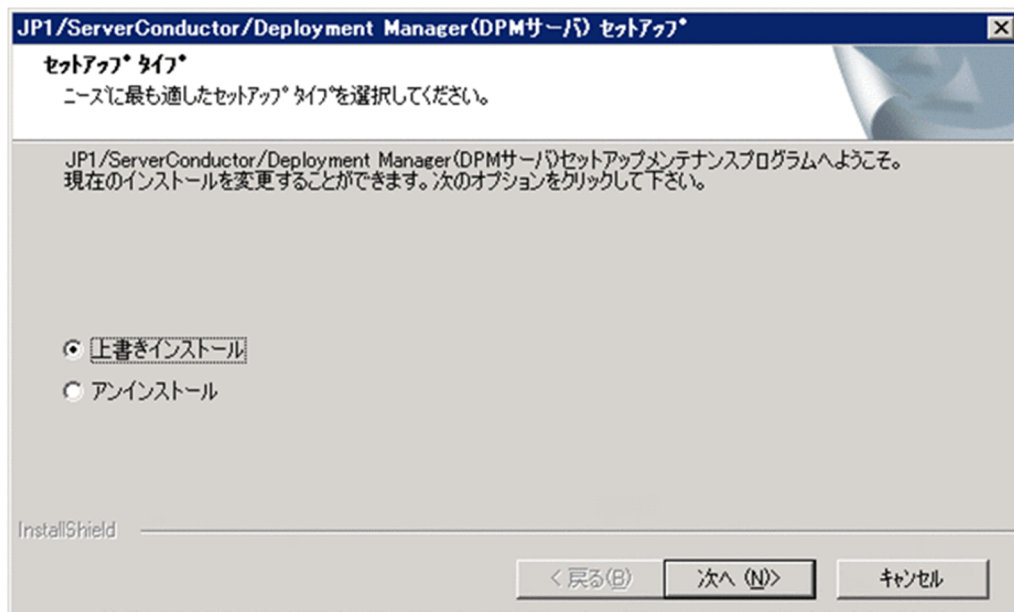 JP1/ServerConductor/Deployment Manager(DPMサーバ) セットアップ
セットアップ タイプ
ニーズに最も適したセットアップ タイプを選択してください。
JP1/ServerConductor/Deployment Manager(DPMサーバ)セットアップメンテナンスプログラムへようこそ。
現在のインストールを変更することができます。次のオプションをクリックして下さい。
上書きインストール
アンインストール
InstallShield
< 戻る(B)
次へ (N)>
キャンセル